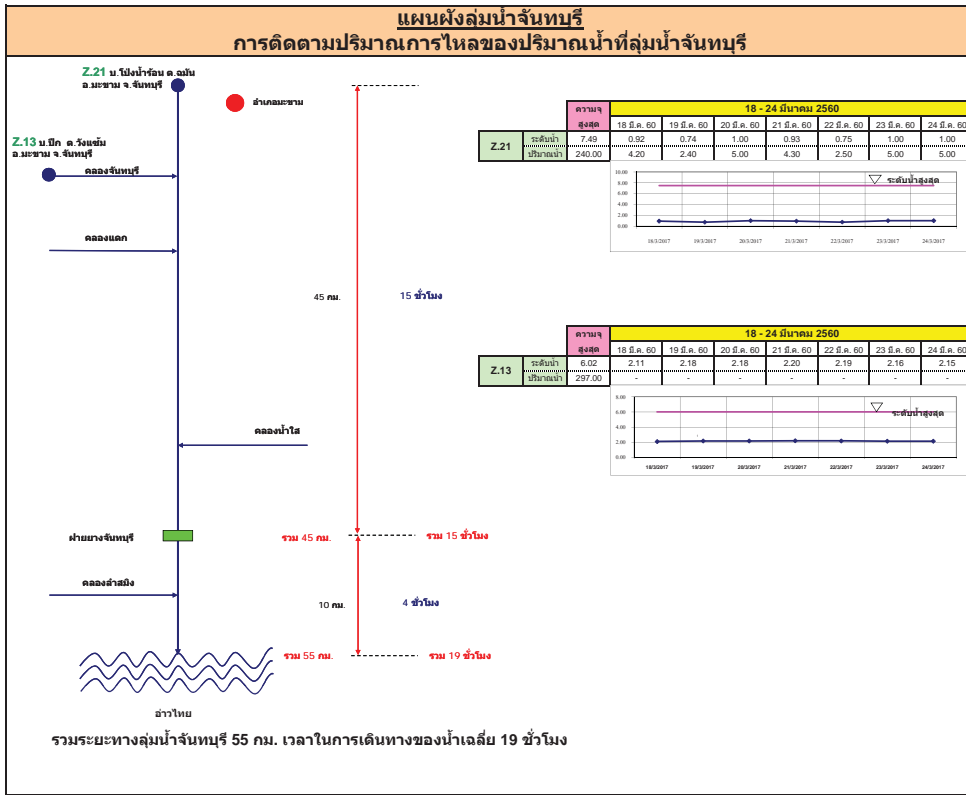 แผนผังลุ่มน้ำจันทบุรี
การติดตามปริมาณการไหลของปริมาณน้ำที่ลุ่มน้ำจันทบุรี
Z.21 บ.โป่งน้ำร้อน ต.ฉมัน
อ.มะขาม จ.จันทบุรี
อำเภอมะขาม
Z.13 บ.ปึก ต.วังแซ้ม
อ.มะขาม จ.จันทบุรี
คลองจันทบุรี
คลองแตก
45 กม. 15 ชั่วโมง
คลองน้ำใส
ฝายยางจันทบุรี
รวม 45 กม. รวม 15 ชั่วโมง
คลองลำสมิง
10 กม. 4 ชั่วโมง
รวม 55 กม. รวม 19 ชั่วโมง
อ่าวไทย
รวมระยะทางลุ่มน้ำจันทบุรี 55 กม. เวลาในการเดินทางของน้ำเฉลี่ย 19 ชั่วโมง
ความจุ 18 - 24 มีนาคม 2560
สูงสุด 18 มี.ค. 60 19 มี.ค. 60 20 มี.ค. 60 21 มี.ค. 60 22 มี.ค. 60 23 มี.ค. 60 24 มี.ค. 60
Z.21
ระดับน้ำ 7.49 0.92 0.74 1.00 0.93 0.75 1.00 1.00
ปริมาณน้ำ 240.00 4.20 2.40 5.00 4.30 2.50 5.00 5.00
10.00
8.00
6.00
4.00
2.00
0.00
ระดับน้ำสูงสุด
18/3/2017 19/3/2017 20/3/2017 21/3/2017 22/3/2017 23/3/2017 24/3/2017
ความจุ 18 - 24 มีนาคม 2560
สูงสุด 18 มี.ค. 60 19 มี.ค. 60 20 มี.ค. 60 21 มี.ค. 60 22 มี.ค. 60 23 มี.ค. 60 24 มี.ค. 60
Z.13
ระดับน้ำ 6.02 2.11 2.18 2.18 2.20 2.19 2.16 2.15
ปริมาณน้ำ 297.00 - - - - - - -
8.00
6.00
4.00
2.00
0.00
ระดับน้ำสูงสุด
18/3/2017 19/3/2017 20/3/2017 21/3/2017 22/3/2017 23/3/2017 24/3/2017